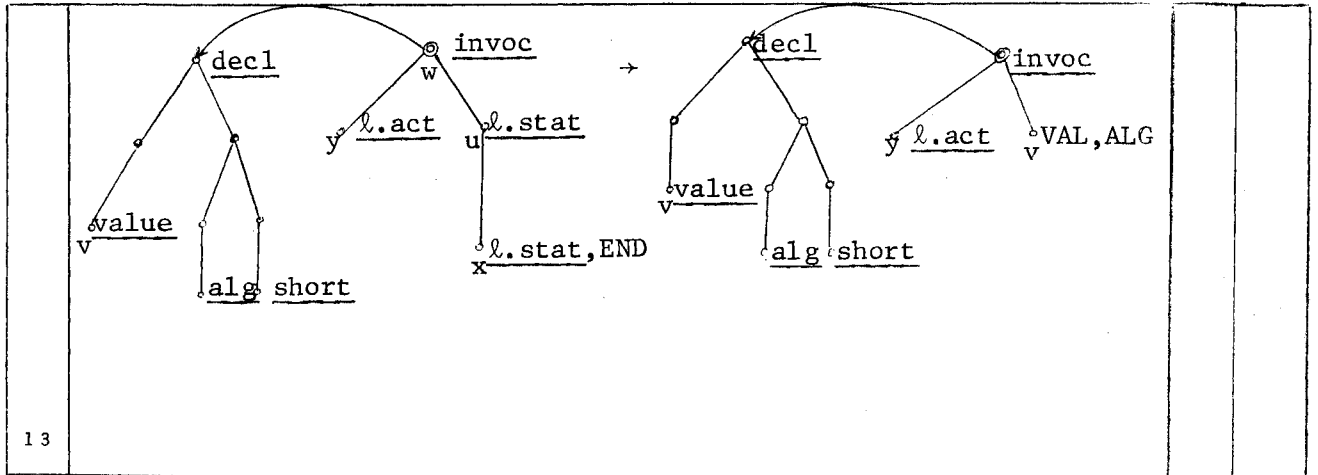 decl invoc → decl invoc
w
y ℓ.act u ℓ.stat y ℓ.act v VAL,ALG
v value x ℓ.stat,END v value
alg short alg short
13